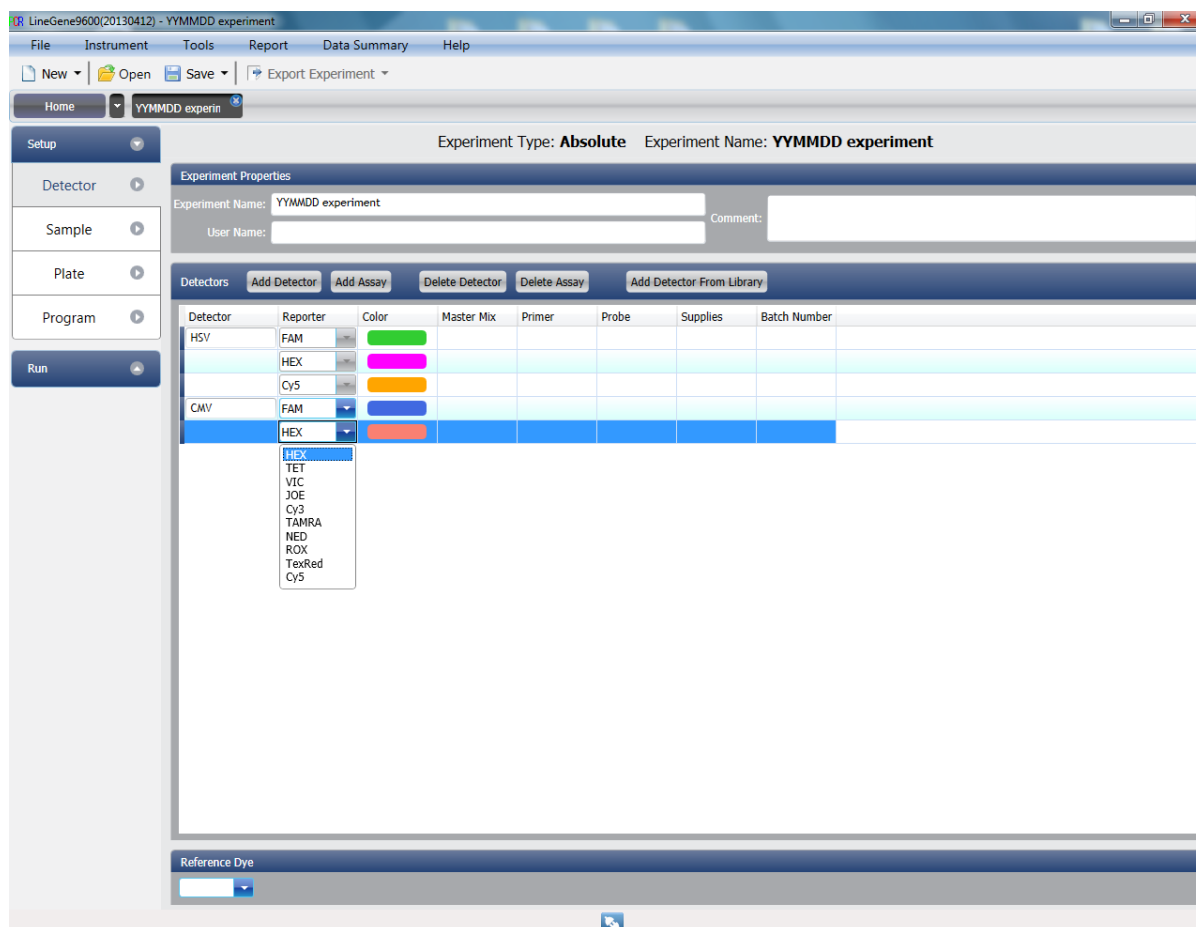 LineGene9600(20130412) - YYMMDD experiment
File Instrument Tools Report Data Summary Help
New Open Save Export Experiment
Home YYMMDD experin
Setup
Experiment Type: Absolute Experiment Name: YYMMDD experiment
Detector
Sample
Plate
Program
Run
Experiment Properties
Experiment Name: YYMMDD experiment
User Name:
Comment:
Detectors Add Detector Add Assay Delete Detector Delete Assay Add Detector From Library
Detector Reporter Color Master Mix Primer Probe Supplies Batch Number
HSV FAM
HEX
Cy5
CMV FAM
HEX
HEX
TET
VIC
JOE
Cy3
TAMRA
NED
ROX
TexRed
Cy5
Reference Dye